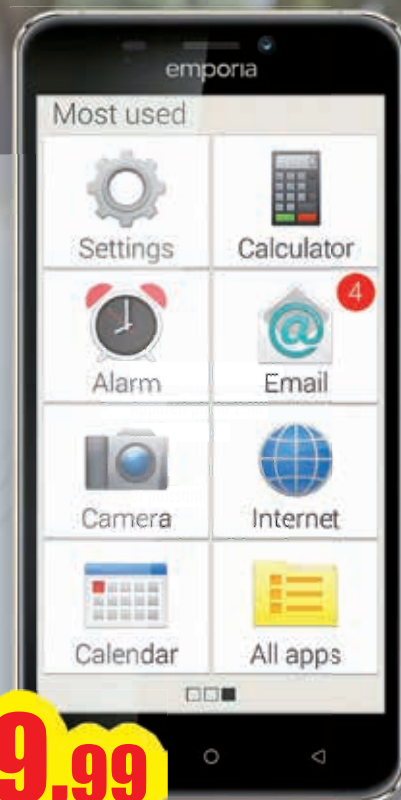 emporia
Most used
Settings
Calculator
Alarm
4
Email
Camera
Internet
Calendar
All apps
9.99